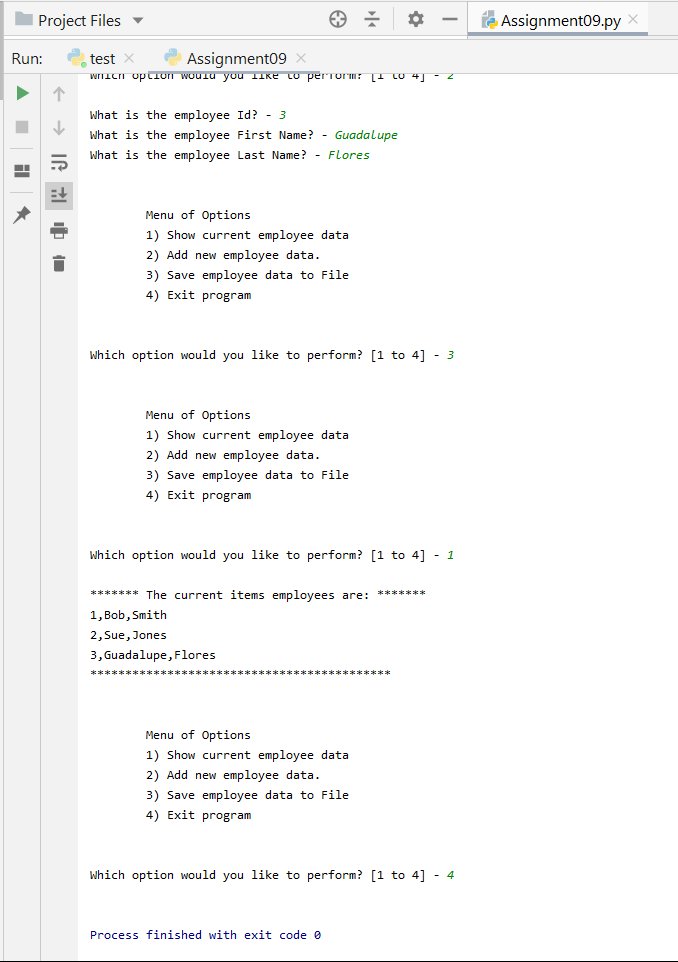 Project Files
Assignment09.py
Run: test Assignment09
Which option would you like to perform? [1 to 4] - 2
What is the employee Id? - 3
What is the employee First Name? - Guadalupe
What is the employee Last Name? - Flores
Menu of Options
1) Show current employee data
2) Add new employee data.
3) Save employee data to File
4) Exit program
Which option would you like to perform? [1 to 4] - 3
Menu of Options
1) Show current employee data
2) Add new employee data.
3) Save employee data to File
4) Exit program
Which option would you like to perform? [1 to 4] - 1
******* The current items employees are: *******
1,Bob,Smith
2,Sue,Jones
3,Guadalupe,Flores
*******************************************
Menu of Options
1) Show current employee data
2) Add new employee data.
3) Save employee data to File
4) Exit program
Which option would you like to perform? [1 to 4] - 4
Process finished with exit code 0